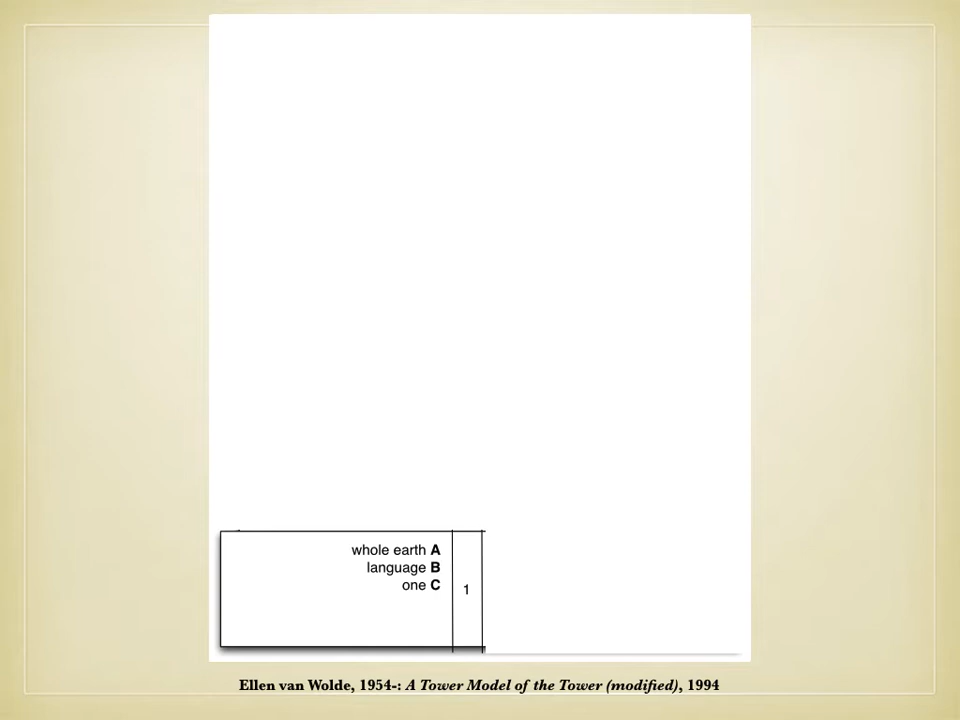 whole earth A
language B
one C
1
Ellen van Wolde, 1954-: A Tower Model of the Tower (modified), 1994